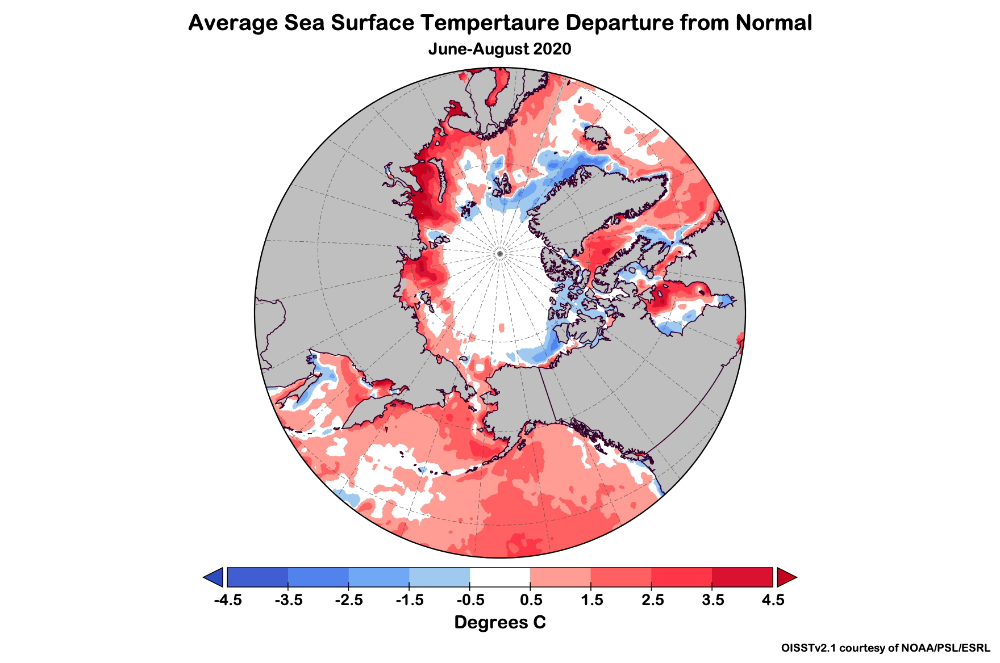 Average Sea Surface Tempertaure Departure from Normal
June-August 2020
-4.5 -3.5 -2.5 -1.5 -0.5 0.5 1.5 2.5 3.5 4.5
Degrees C
OISSTv2.1 courtesy of NOAA/PSL/ESRL